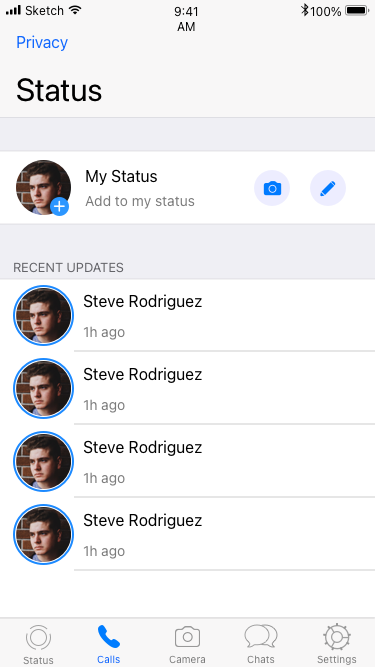 Sketch 9:41 AM 100%
Privacy
Status
My Status
Add to my status
RECENT UPDATES
Steve Rodriguez
1h ago
Steve Rodriguez
1h ago
Steve Rodriguez
1h ago
Steve Rodriguez
1h ago
Status Calls Camera Chats Settings